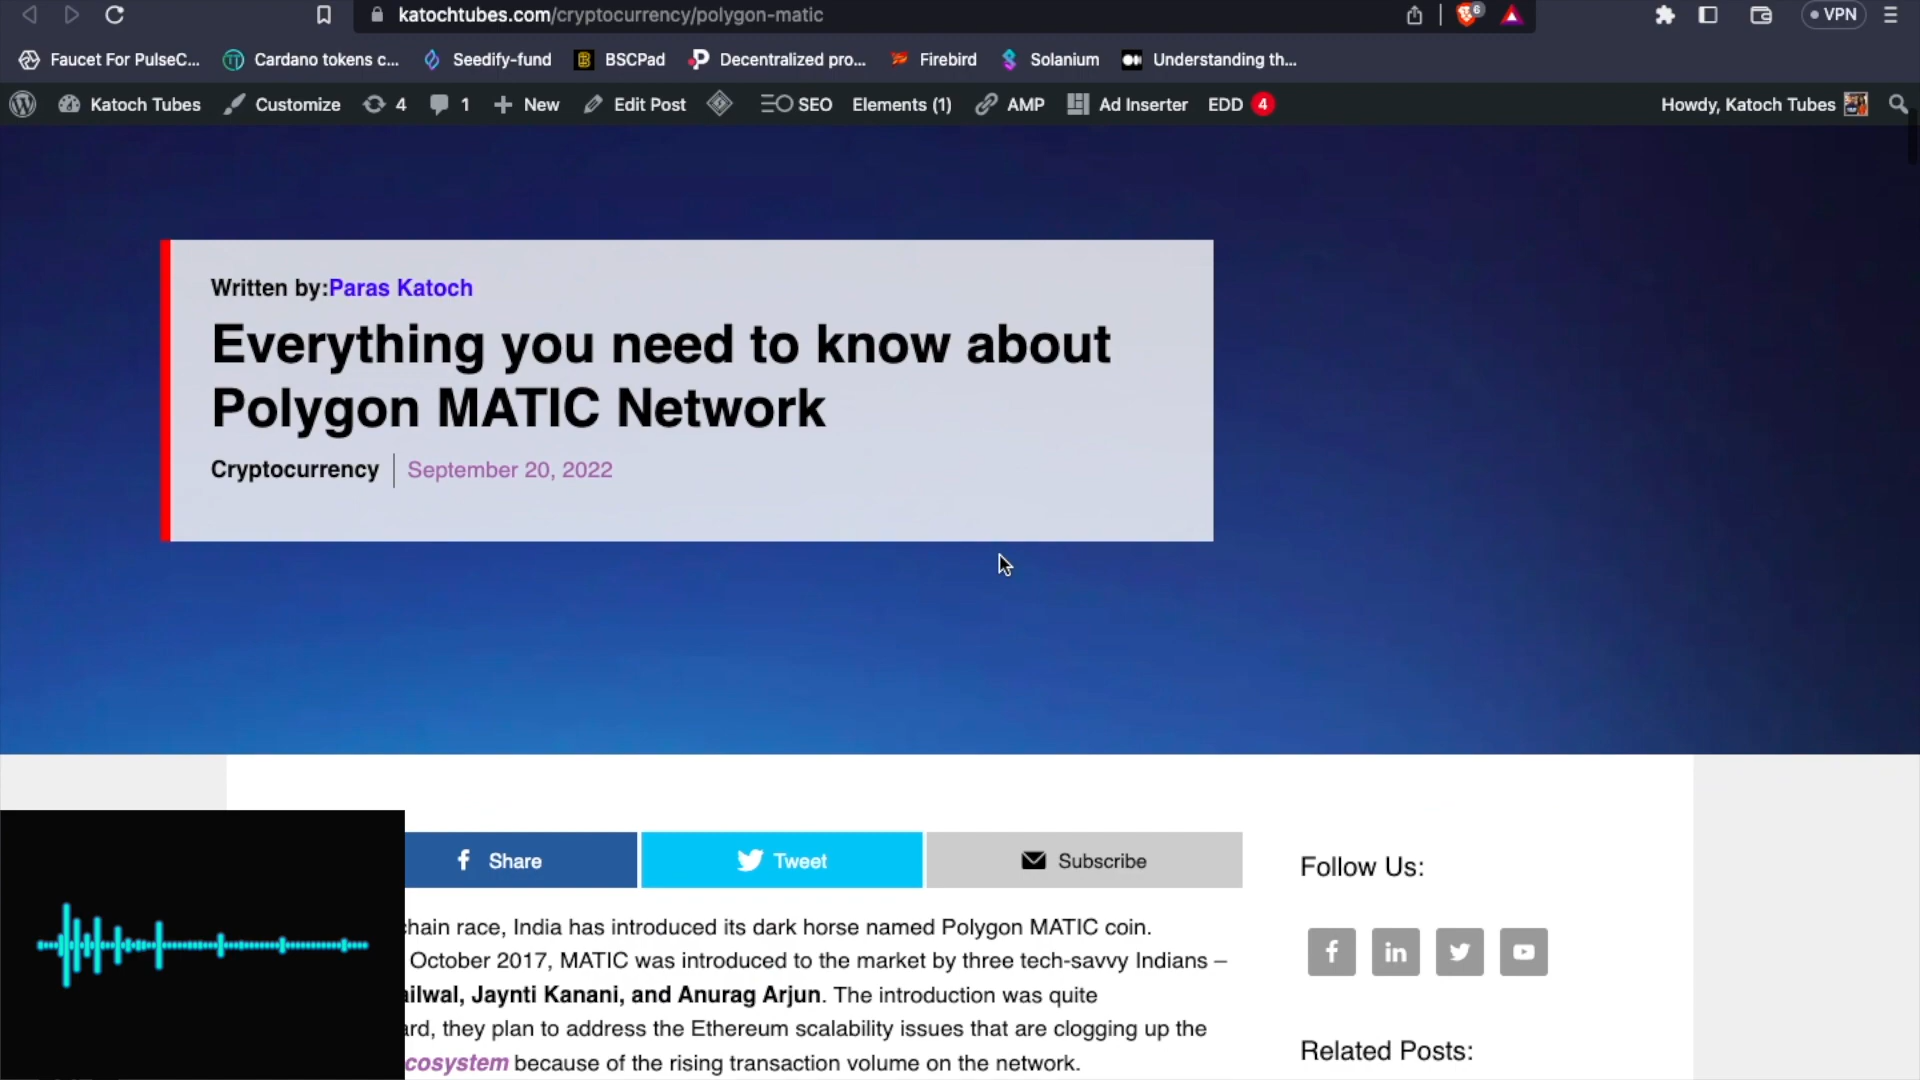 katochtubes.com/cryptocurrency/polygon-matic
6
VPN
Faucet For PulseC...
Cardano tokens c...
Seedify-fund
BSCPad
Decentralized pro...
Firebird
Solanium
Understanding th...
Katoch Tubes
Customize
4
1
New
Edit Post
SEO
Elements (1)
AMP
Ad Inserter
EDD 4
Howdy, Katoch Tubes
Written by:Paras Katoch
Everything you need to know about
Polygon MATIC Network
Cryptocurrency
September 20, 2022
Share
Tweet
Subscribe
chain race, India has introduced its dark horse named Polygon MATIC coin.
October 2017, MATIC was introduced to the market by three tech-savvy Indians –
ailwal, Jaynti Kanani, and Anurag Arjun. The introduction was quite
ard, they plan to address the Ethereum scalability issues that are clogging up the
cosystem because of the rising transaction volume on the network.
Follow Us:
Related Posts: